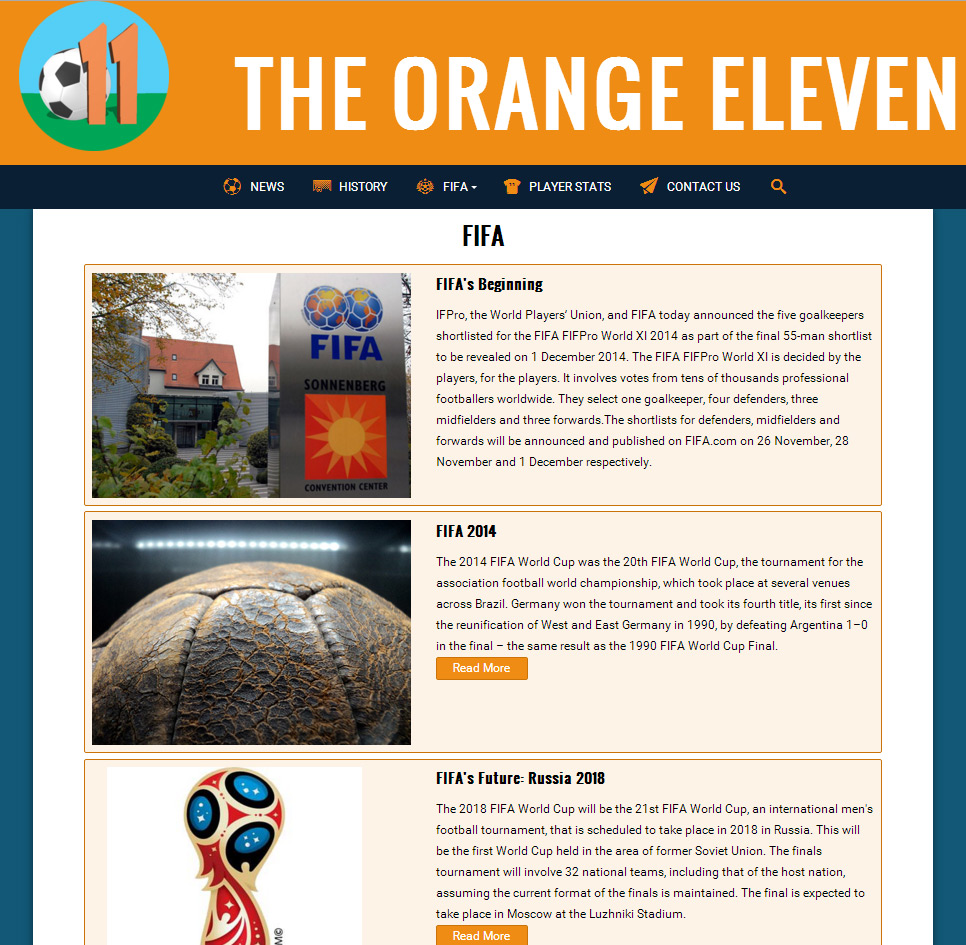 11
THE ORANGE ELEVEN
NEWS HISTORY FIFA PLAYER STATS CONTACT US
FIFA
FIFA
SONNENBERG
CONVENTION CENTER
FIFA's Beginning
IFPro, the World Players' Union, and FIFA today announced the five goalkeepers
shortlisted for the FIFA FIFPro World XI 2014 as part of the final 55-man shortlist
to be revealed on 1 December 2014. The FIFA FIFPro World XI is decided by the
players, for the players. It involves votes from tens of thousands professional
footballers worldwide. They select one goalkeeper, four defenders, three
midfielders and three forwards.The shortlists for defenders, midfielders and
forwards will be announced and published on FIFA.com on 26 November, 28
November and 1 December respectively.
FIFA 2014
The 2014 FIFA World Cup was the 20th FIFA World Cup, the tournament for the
association football world championship, which took place at several venues
across Brazil. Germany won the tournament and took its fourth title, its first since
the reunification of West and East Germany in 1990, by defeating Argentina 1–0
in the final – the same result as the 1990 FIFA World Cup Final.
Read More
FIFA's Future: Russia 2018
The 2018 FIFA World Cup will be the 21st FIFA World Cup, an international men's
football tournament, that is scheduled to take place in 2018 in Russia. This will
be the first World Cup held in the area of former Soviet Union. The finals
tournament will involve 32 national teams, including that of the host nation,
assuming the current format of the finals is maintained. The final is expected to
take place in Moscow at the Luzhniki Stadium.
Read More